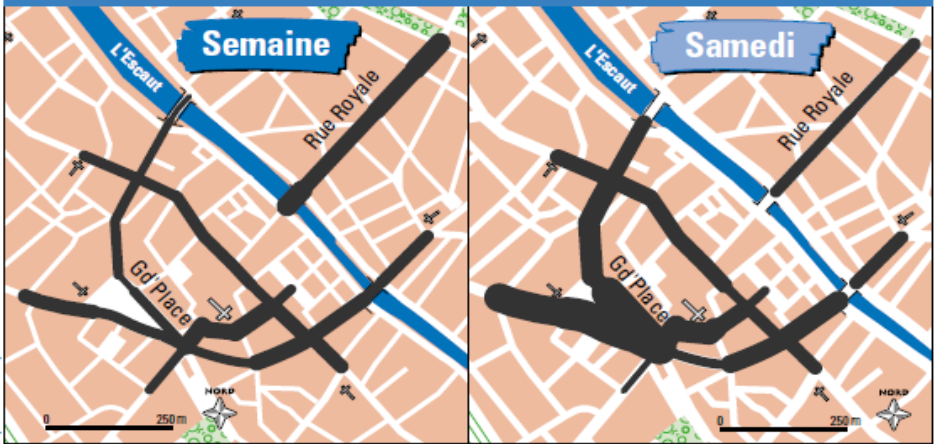 Semaine
L'Escaut
Rue Royale
Gd'Place
NORD
0 250 m
Samedi
L'Escaut
Rue Royale
Gd'Place
NORD
0 250 m